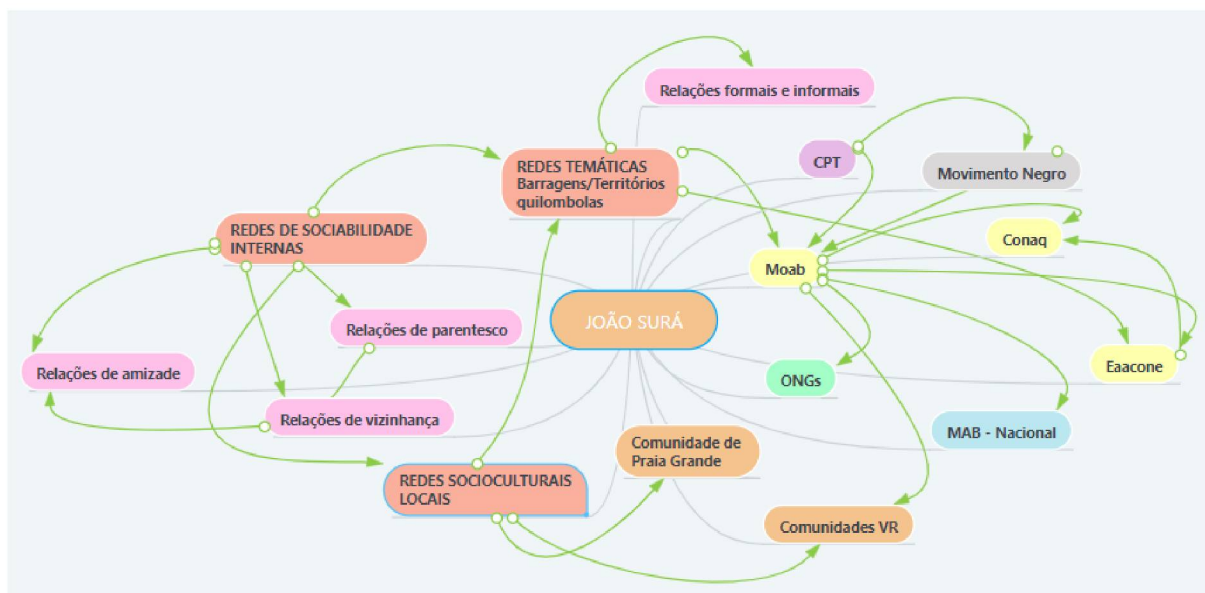 Relações formais e informais
CPT
REDES TEMÁTICAS
Barragens/Territórios
quilombolas
Movimento Negro
REDES DE SOCIABILIDADE
INTERNAS
Conaq
Moab
JOÃO SURÁ
Relações de parentesco
Relações de amizade
ONGs
Eaacone
Relações de vizinhança
MAB - Nacional
Comunidade de
Praia Grande
REDES SOCIOCULTURAIS
LOCAIS
Comunidades VR